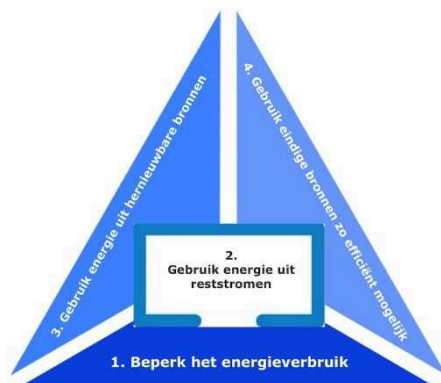 3. Gebruik energie uit hernieuwbare bronnen
4. Gebruik eindige bronnen zo efficiënt mogelijk
2.
Gebruik energie uit
reststromen
1. Beperk het energieverbruik